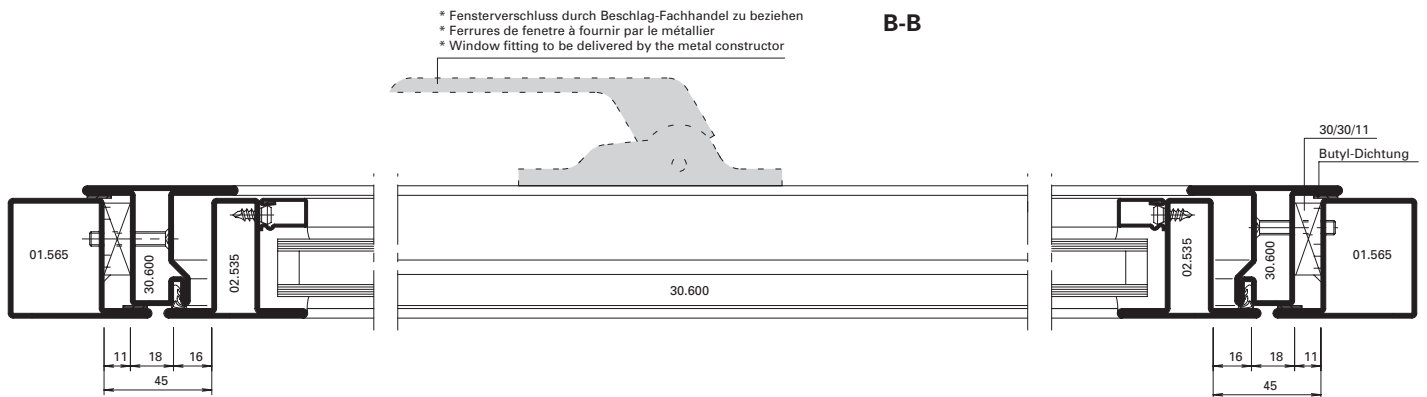 * Fensterverschluss durch Beschlag-Fachhandel zu beziehen
* Ferrures de fenetre à fournir par le métallier
* Window fitting to be delivered by the metal constructor
B-B
30/30/11
Butyl-Dichtung
01.565
30.600
02.535
30.600
02.535
30.600
01.565
11 18 16
45
16 18 11
45